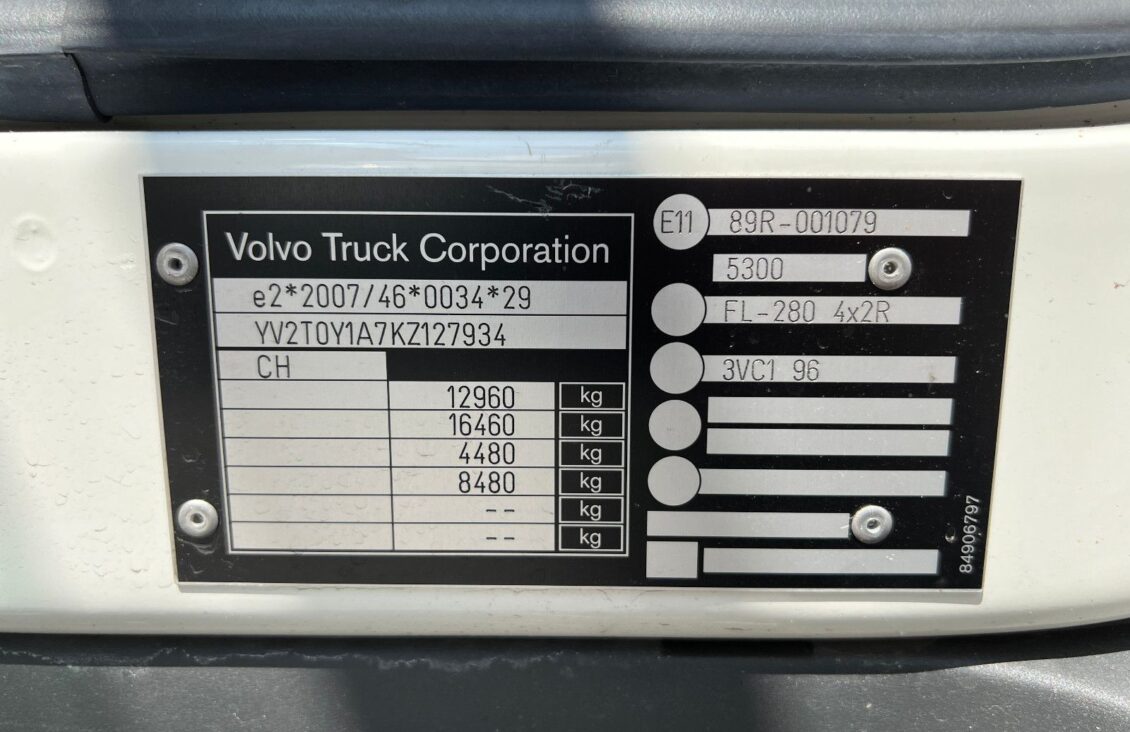 Volvo Truck Corporation
e2*2007/46*0034*29
YV2T0Y1A7KZ127934
CH
12960 kg
16460 kg
4480 kg
8480 kg
-- kg
-- kg
E11 89R-001079
5300
FL-280 4x2R
3VC1 96
84906797